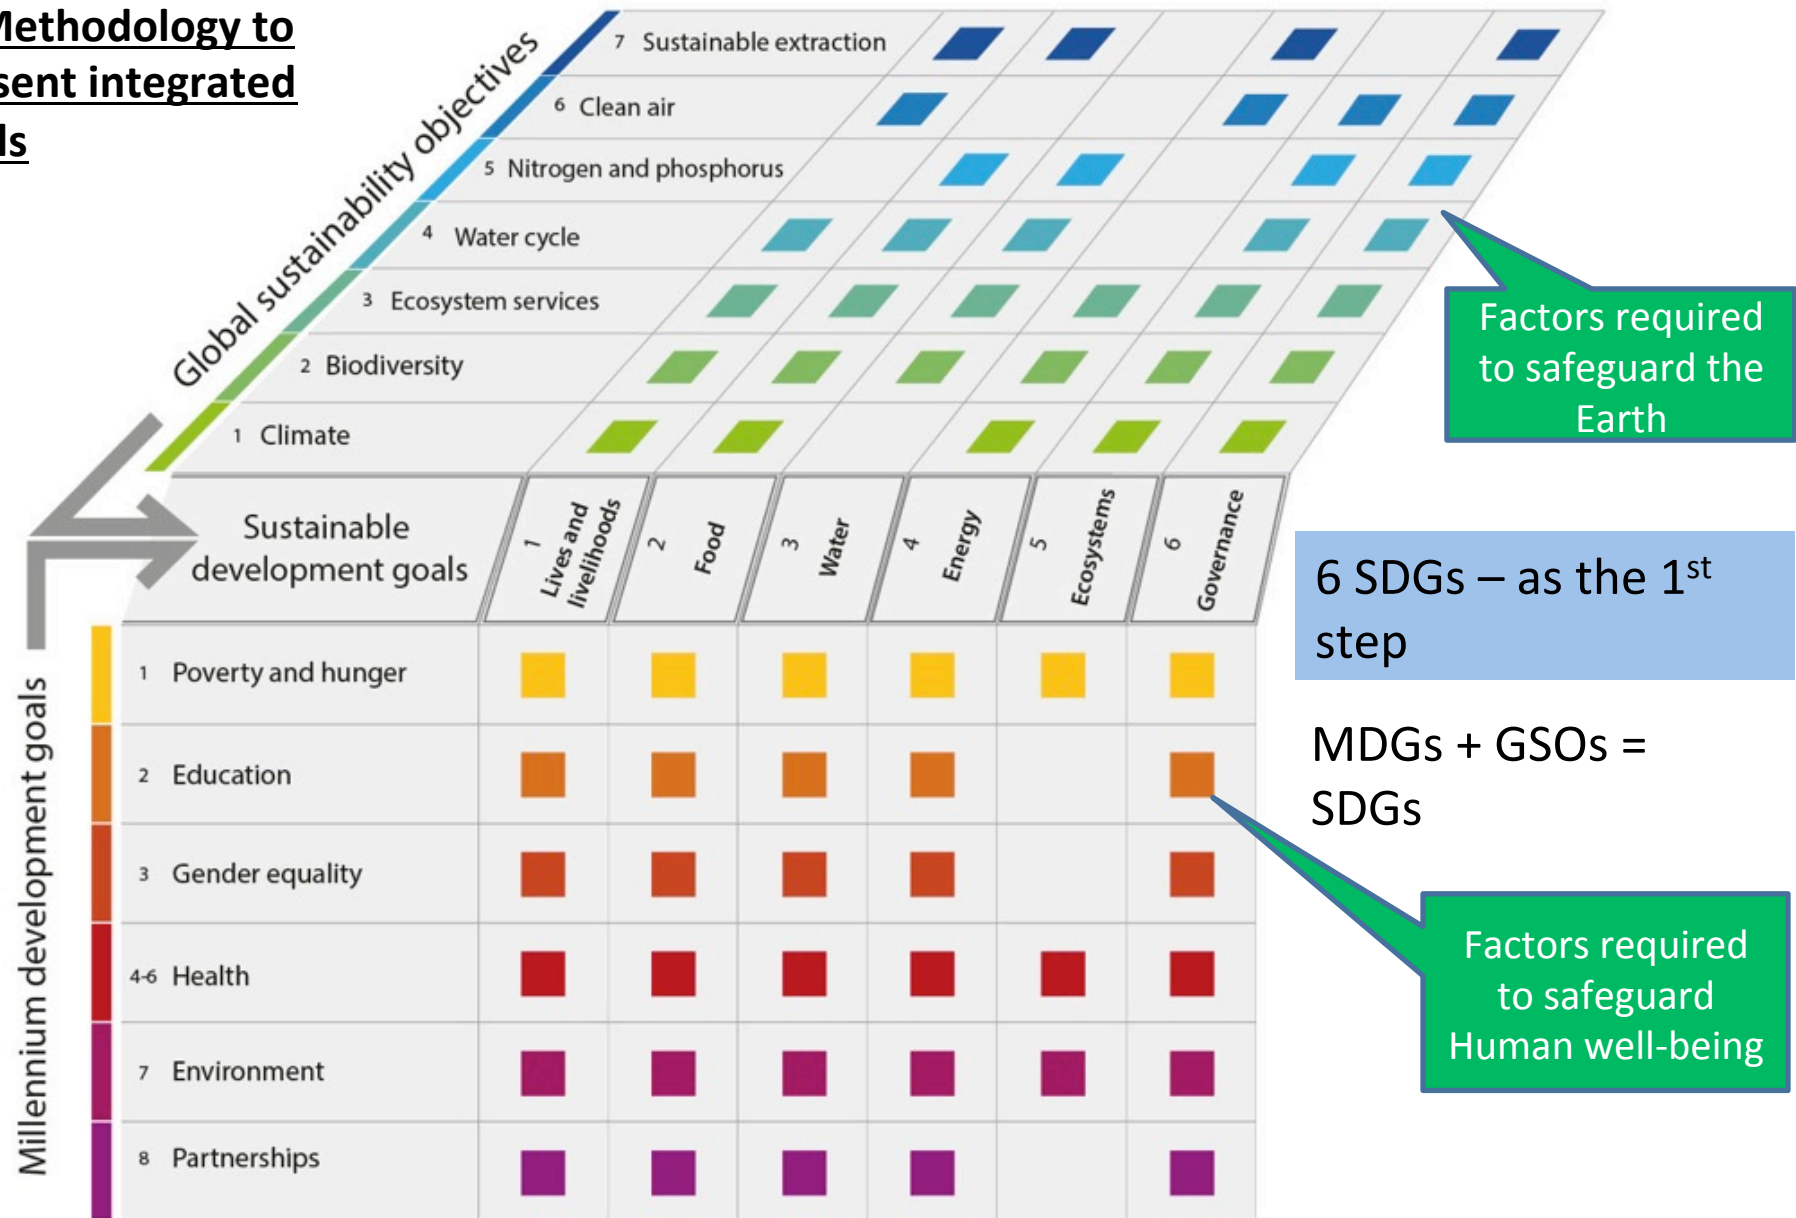 Methodology to
sent integrated
ls
Global sustainability objectives
7 Sustainable extraction
6 Clean air
5 Nitrogen and phosphorus
4 Water cycle
3 Ecosystem services
2 Biodiversity
1 Climate
Factors required
to safeguard the
Earth
Sustainable
development goals
1 Lives and
livelihoods
2 Food
3 Water
4 Energy
5 Ecosystems
6 Governance
6 SDGs – as the 1st
step
MDGs + GSOs =
SDGs
Millennium development goals
1 Poverty and hunger
2 Education
3 Gender equality
4-6 Health
7 Environment
8 Partnerships
Factors required
to safeguard
Human well-being